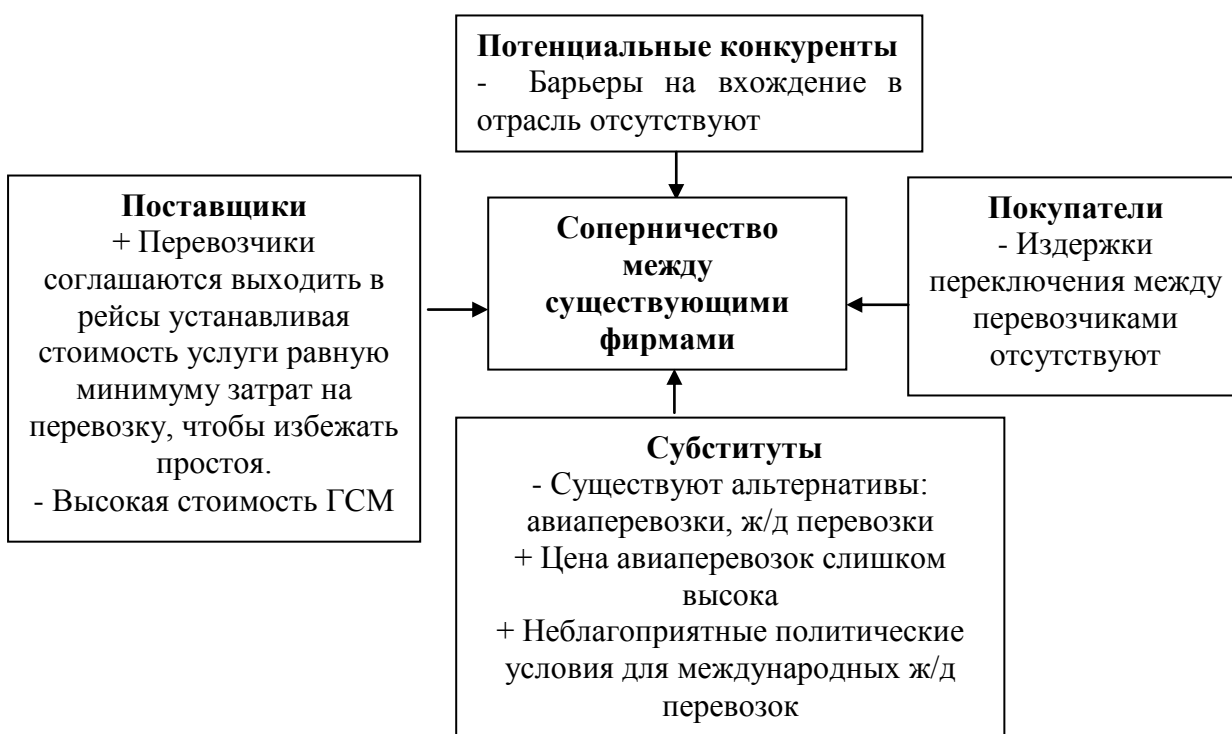 Потенциальные конкуренты
- Барьеры на вхождение в
отрасль отсутствуют
Поставщики
+ Перевозчики
соглашаются выходить в
рейсы устанавливая
стоимость услуги равную
минимуму затрат на
перевозку, чтобы избежать
простоя.
- Высокая стоимость ГСМ
Соперничество
между
существующими
фирмами
Покупатели
- Издержки
переключения между
перевозчиками
отсутствуют
Субституты
- Существуют альтернативы:
авиаперевозки, ж/д перевозки
+ Цена авиаперевозок слишком
высока
+ Неблагоприятные политические
условия для международных ж/д
перевозок